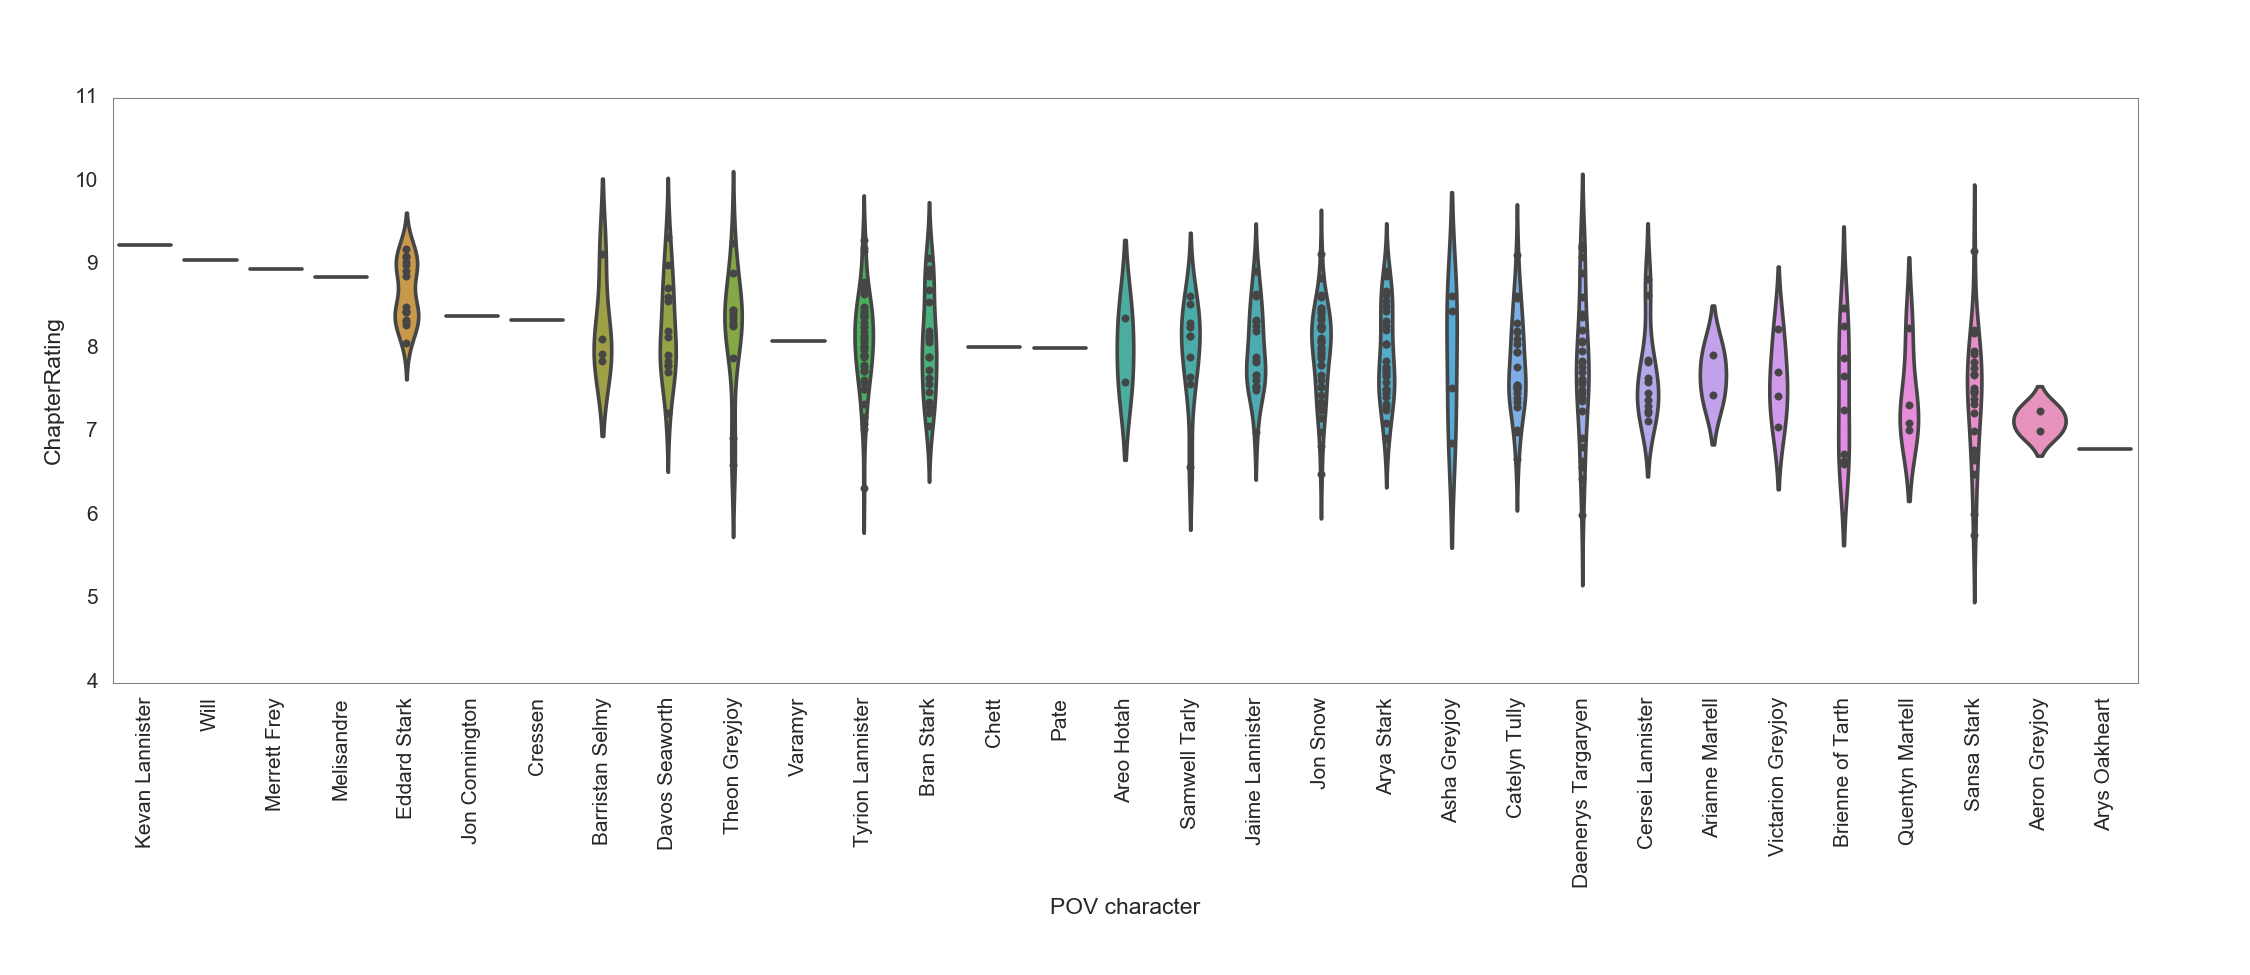 11
10
9
8
7
6
5
4
ChapterRating
Kevan Lannister
Will
Merrett Frey
Melisandre
Eddard Stark
Jon Connington
Cressen
Barristan Selmy
Davos Seaworth
Theon Greyjoy
Varamyr
Tyrion Lannister
Bran Stark
Chett
Pate
Areo Hotah
Samwell Tarly
Jaime Lannister
Jon Snow
Arya Stark
Asha Greyjoy
Catelyn Tully
Daenerys Targaryen
Cersei Lannister
Arianne Martell
Victarion Greyjoy
Brienne of Tarth
Quentyn Martell
Sansa Stark
Aeron Greyjoy
Arys Oakheart
POV character